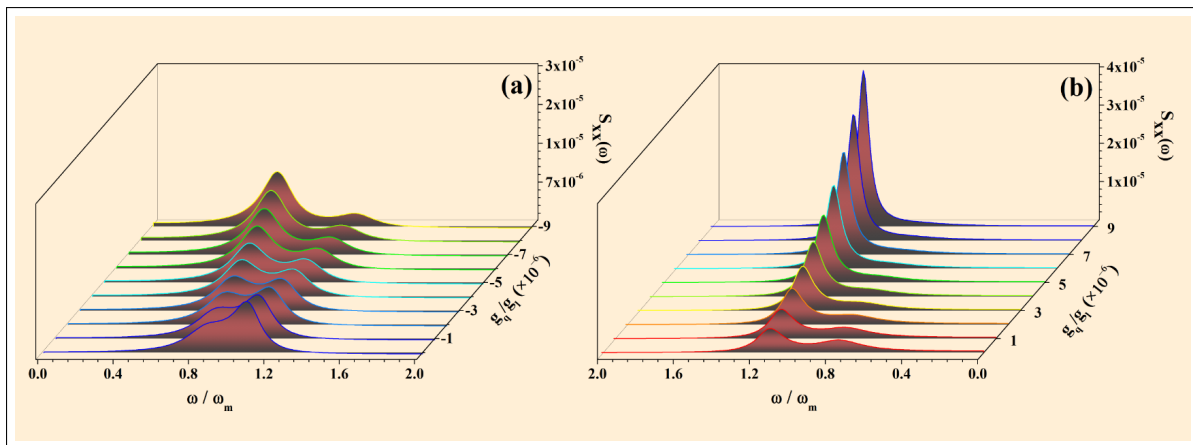 (a)
3x10⁻⁵
2x10⁻⁵
1x10⁻⁵
7x10⁻⁶
Sxx(ω)
-9
-7
-5
-3
-1
g_q/g_l (×10⁻⁶)
0.0 0.4 0.8 1.2 1.6 2.0
ω / ω_m
(b)
4x10⁻⁵
3x10⁻⁵
2x10⁻⁵
1x10⁻⁵
Sxx(ω)
9
7
5
3
1
g_q/g_l (×10⁻⁶)
2.0 1.6 1.2 0.8 0.4 0.0
ω / ω_m